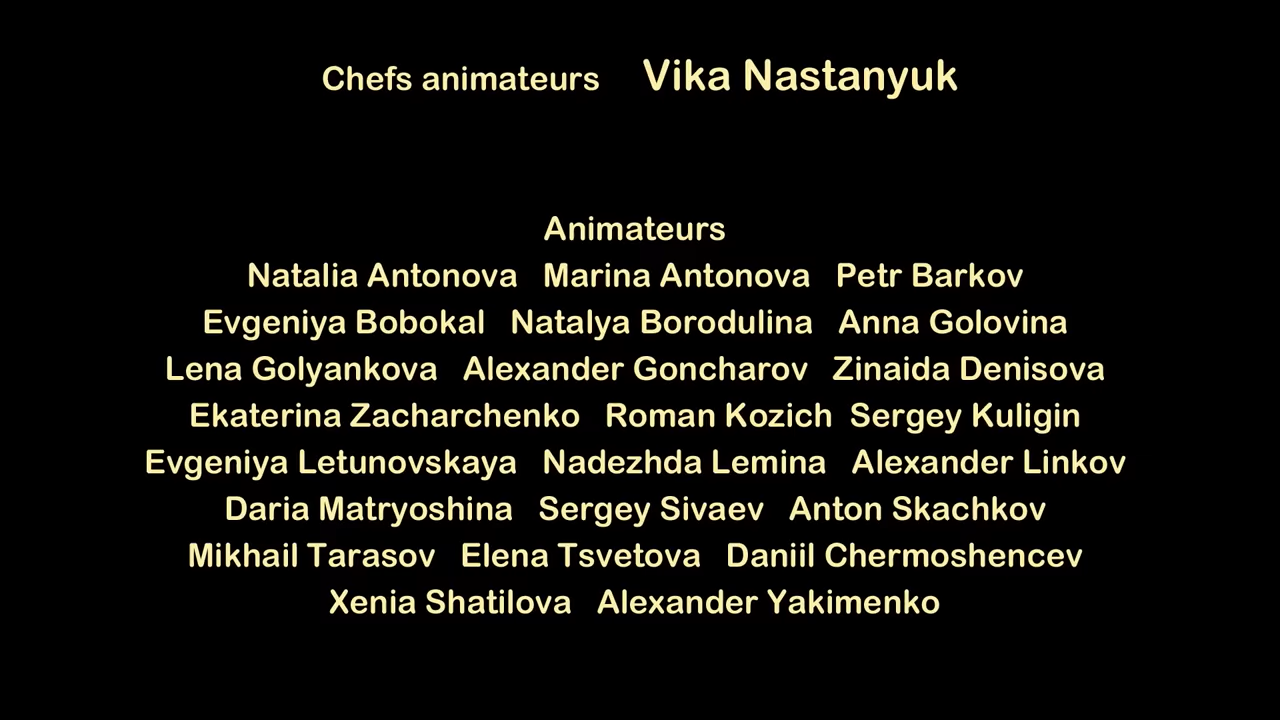 Chefs animateurs Vika Nastanyuk
Animateurs
Natalia Antonova Marina Antonova Petr Barkov
Evgeniya Bobokal Natalya Borodulina Anna Golovina
Lena Golyankova Alexander Goncharov Zinaida Denisova
Ekaterina Zacharchenko Roman Kozich Sergey Kuligin
Evgeniya Letunovskaya Nadezhda Lemina Alexander Linkov
Daria Matryoshina Sergey Sivaev Anton Skachkov
Mikhail Tarasov Elena Tsvetova Daniil Chermoshencev
Xenia Shatilova Alexander Yakimenko